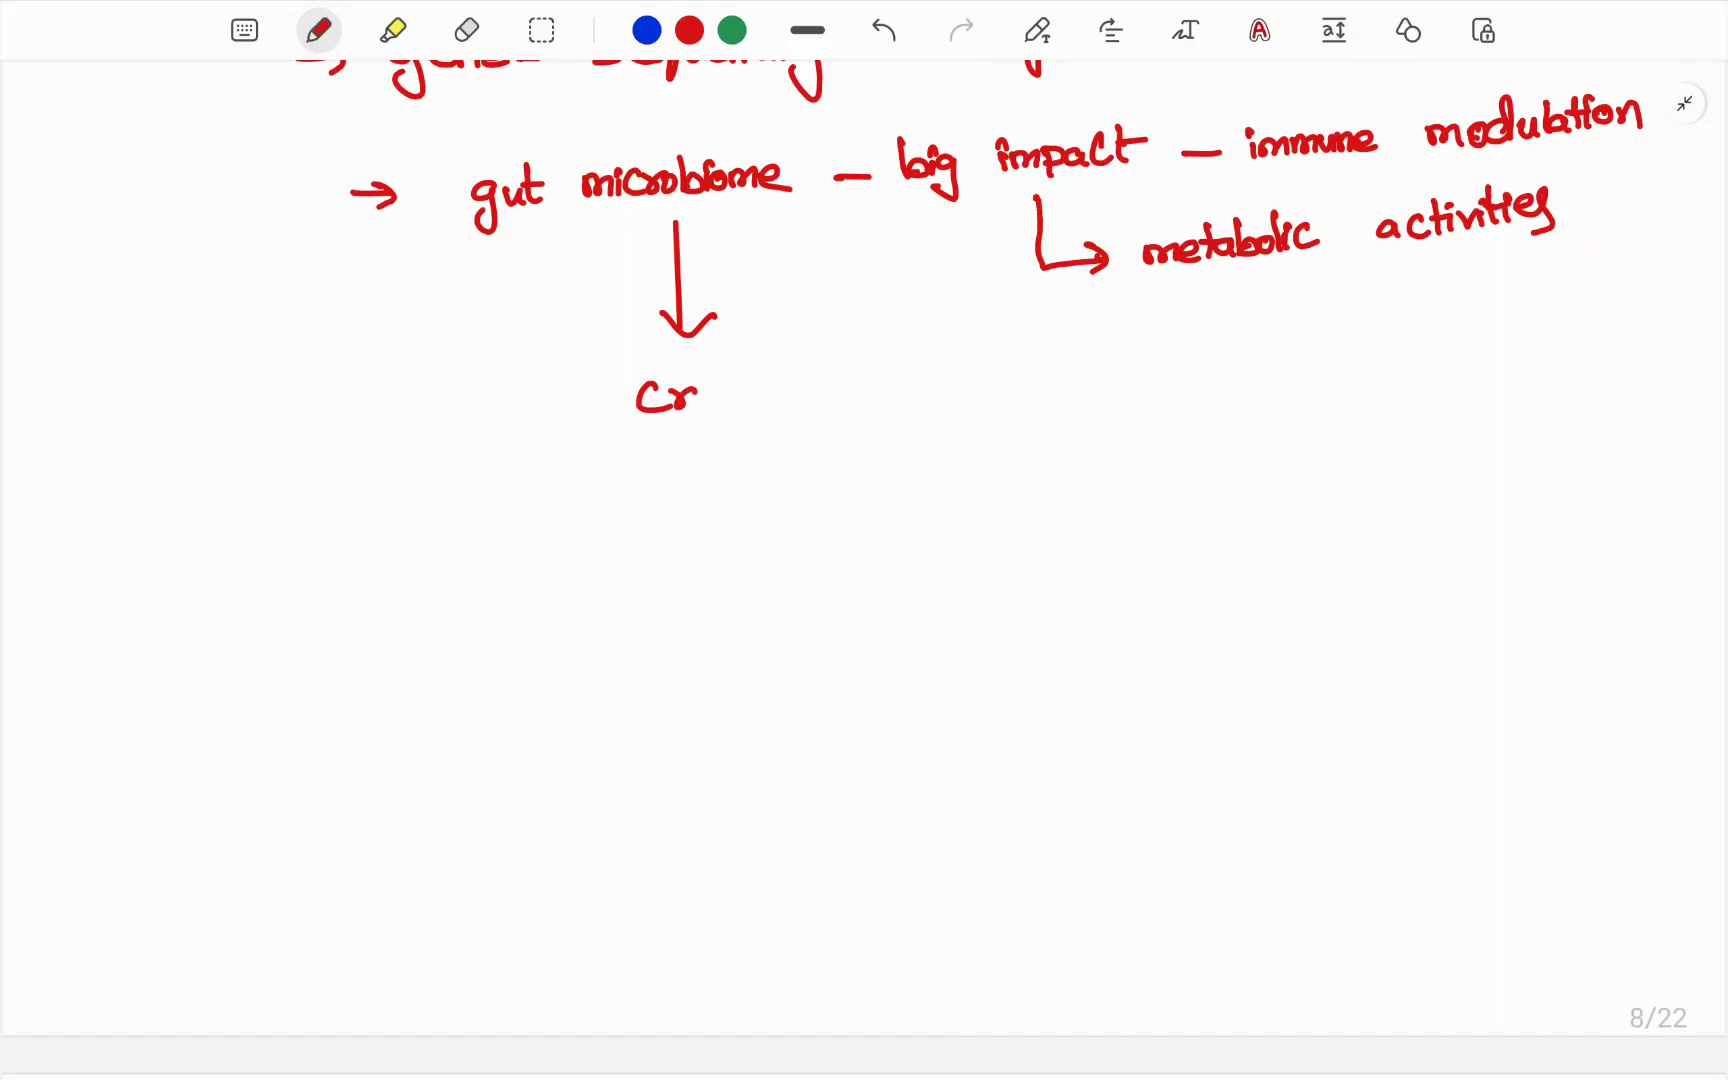 → gut microbiome – big impact – immune modulation
↳ metabolic activities
↓
Cr
8/22